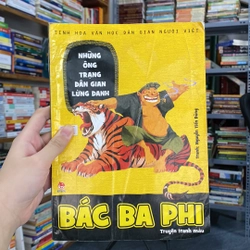 TINH HOA VĂN HỌC DÂN GIAN NGƯỜI VIỆT
NHỮNG
ÔNG
TRẠNG
DÂN GIAN
LỪNG DANH
BÁC BA PHI
Truyện tranh màu